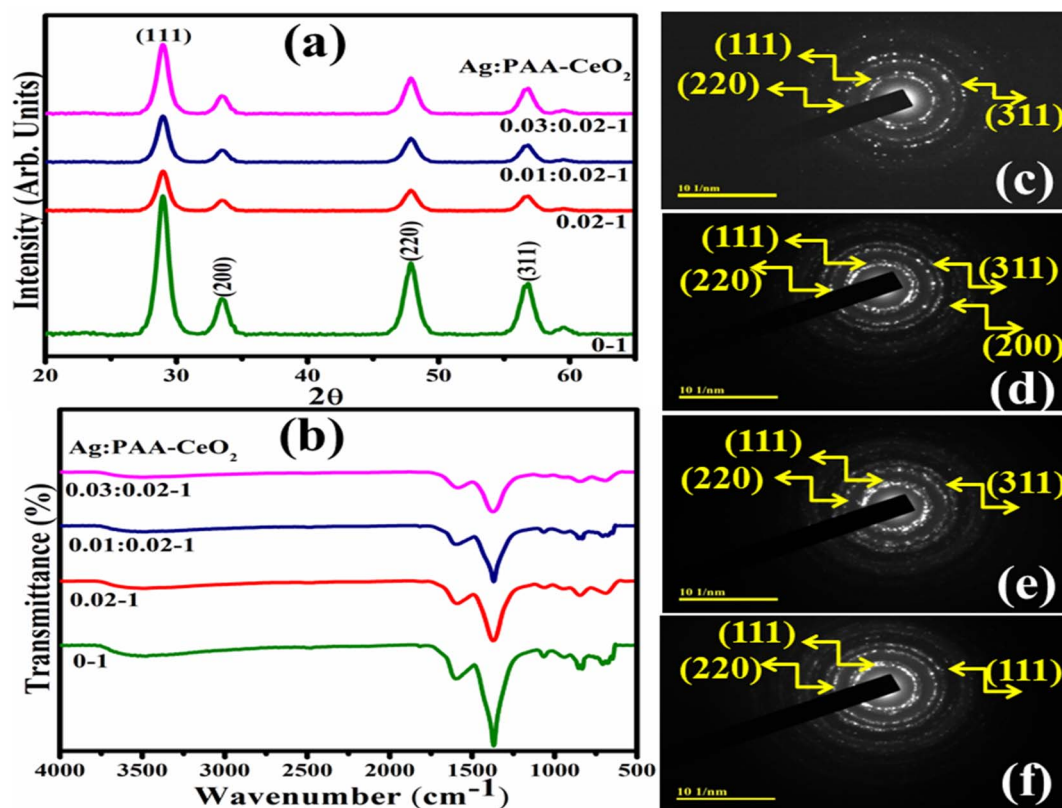 (a)
(111)
Ag:PAA-CeO2
0.03:0.02-1
0.01:0.02-1
0.02-1
(200)
(220)
(311)
0-1
Intensity (Arb. Units)
20 30 40 50 60
2θ
(b)
Ag:PAA-CeO2
0.03:0.02-1
0.01:0.02-1
0.02-1
0-1
Transmittance (%)
4000 3500 3000 2500 2000 1500 1000 500
Wavenumber (cm-1)
(111)
(220)
(311)
10 1/nm
(c)
(111)
(220)
(311)
(200)
10 1/nm
(d)
(111)
(220)
(311)
10 1/nm
(e)
(111)
(220)
(111)
10 1/nm
(f)